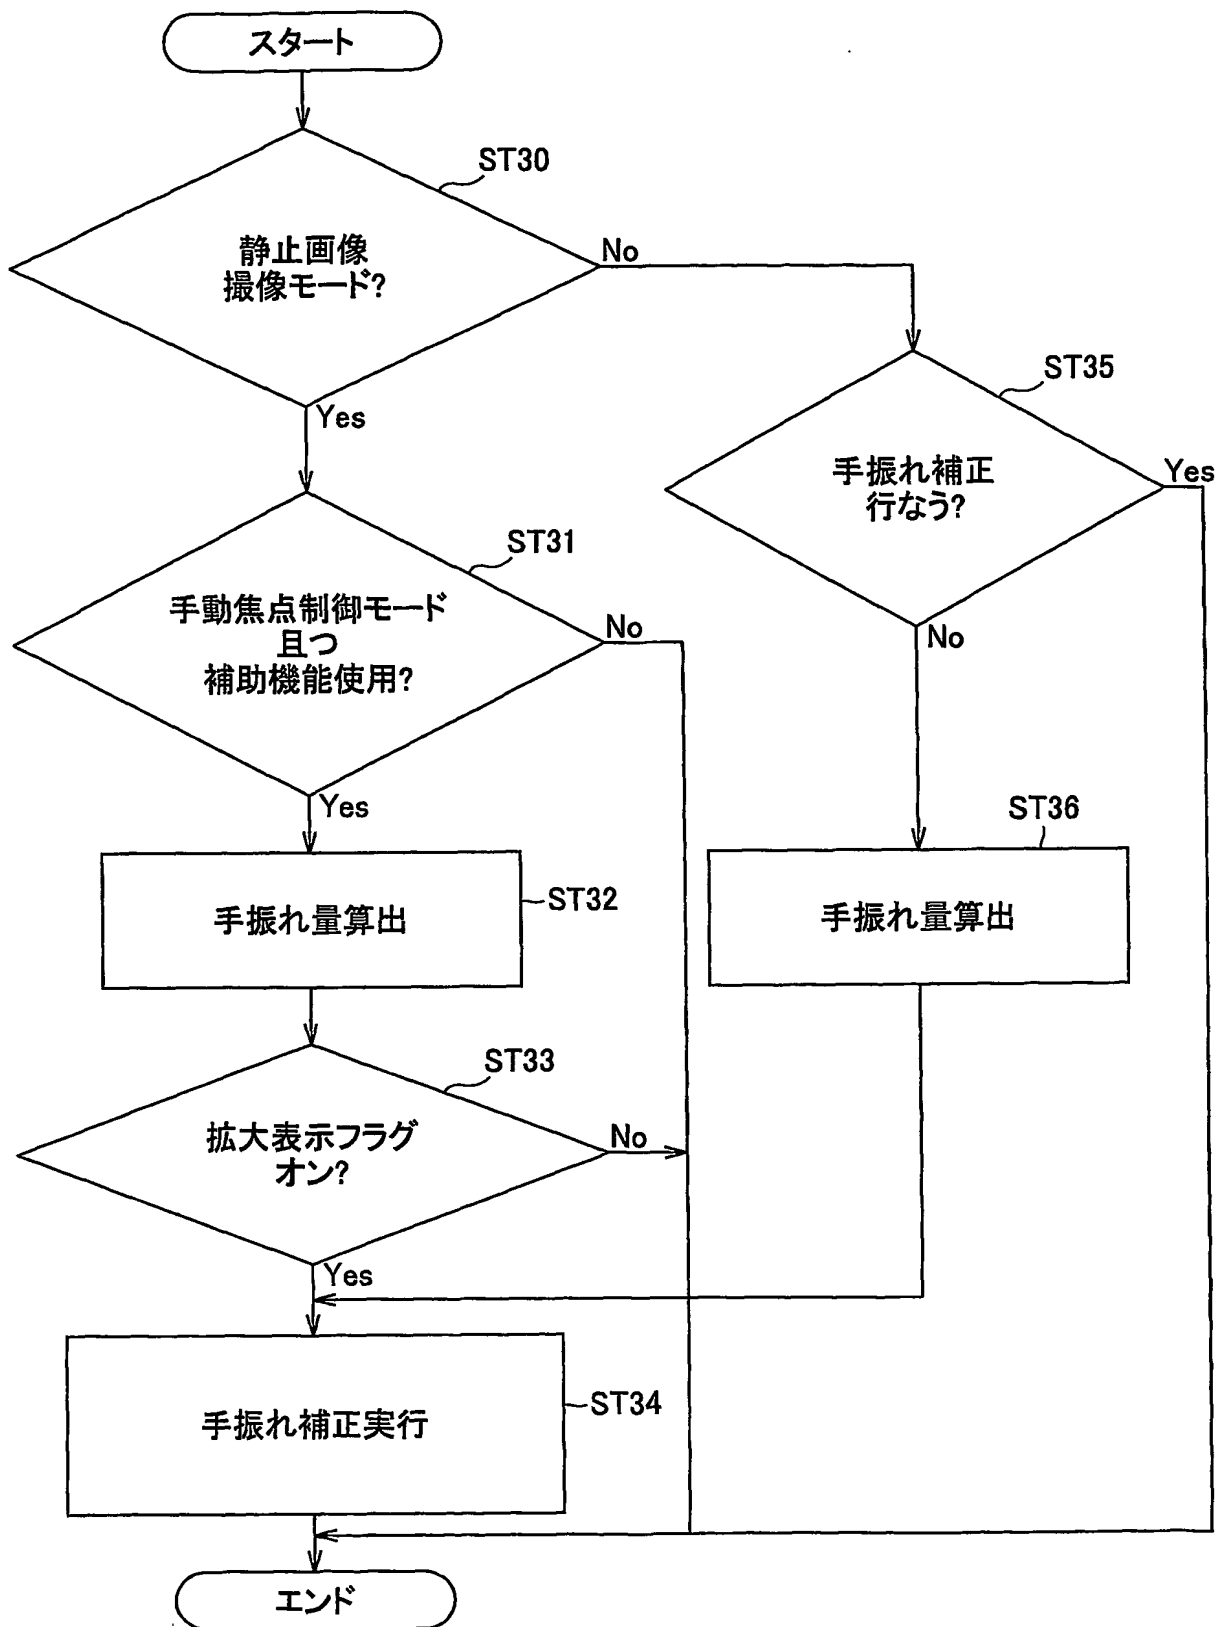 スタート
ST30
静止画像
撮像モード?
No
Yes
ST35
手振れ補正
行なう?
Yes
No
ST31
手動焦点制御モード
且つ
補助機能使用?
No
Yes
ST36
手振れ量算出
ST32
手振れ量算出
ST33
拡大表示フラグ
オン?
No
Yes
ST34
手振れ補正実行
エンド